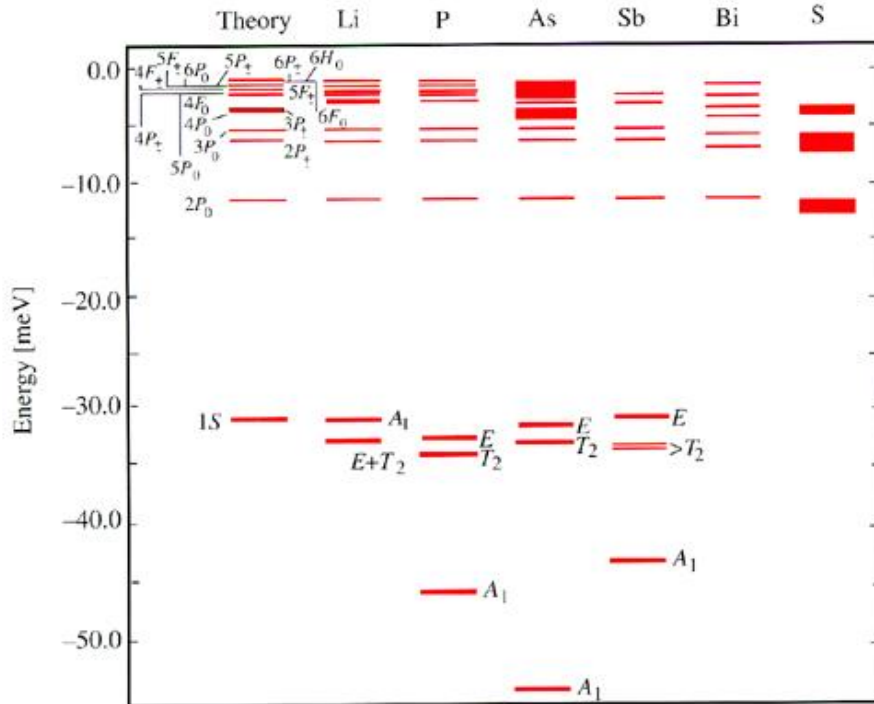 Theory Li P As Sb Bi S
0.0
−10.0
−20.0
−30.0
−40.0
−50.0
Energy [meV]
5F± 6P0 5P± 6P± 6H0
4F±
5F±
6F0
4F0
4P0 3P±
4P±
3P0 2P±
5P0
2P0
1S
A1
E+T2
E
T2
A1
E
T2
A1
E
>T2
A1